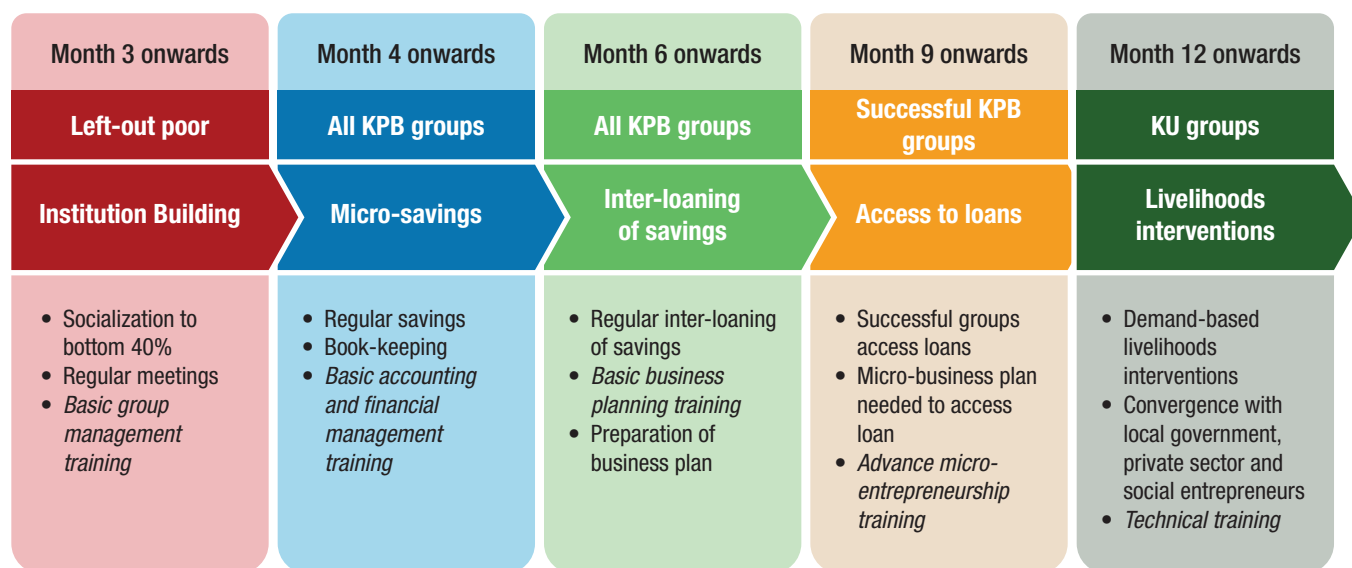 Month 3 onwards
Left-out poor
Institution Building
• Socialization to
bottom 40%
• Regular meetings
• Basic group
management
training
Month 4 onwards
All KPB groups
Micro-savings
• Regular savings
• Book-keeping
• Basic accounting
and financial
management
training
Month 6 onwards
All KPB groups
Inter-loaning
of savings
• Regular inter-loaning
of savings
• Basic business
planning training
• Preparation of
business plan
Month 9 onwards
Successful KPB
groups
Access to loans
• Successful groups
access loans
• Micro-business plan
needed to access
loan
• Advance micro-
entrepreneurship
training
Month 12 onwards
KU groups
Livelihoods
interventions
• Demand-based
livelihoods
interventions
• Convergence with
local government,
private sector and
social entrepreneurs
• Technical training